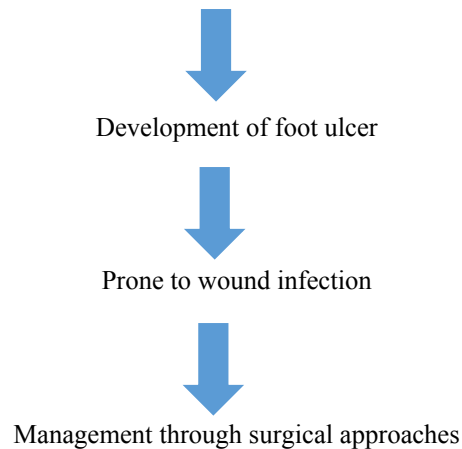 Development of foot ulcer
Prone to wound infection
Management through surgical approaches